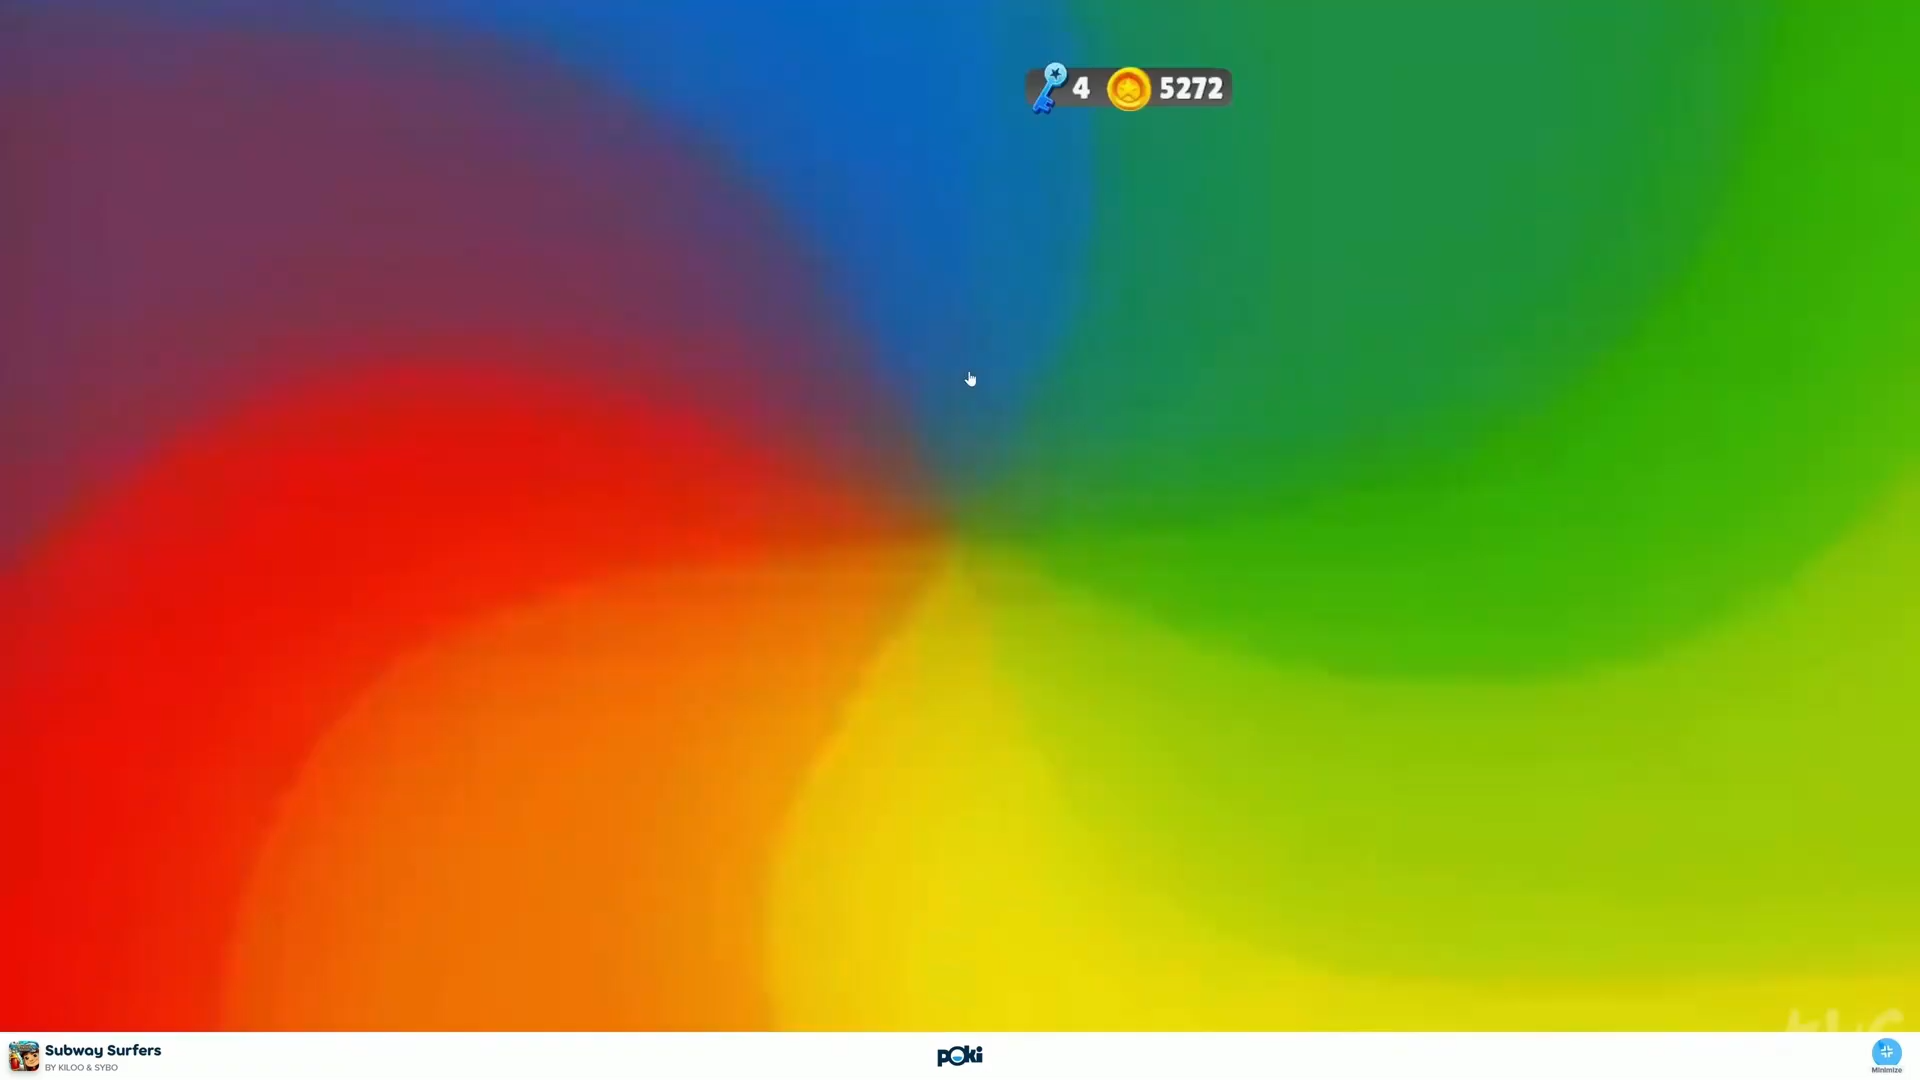 4 5272
Subway Surfers
BY KILOO & SYBO
poki
Minimize